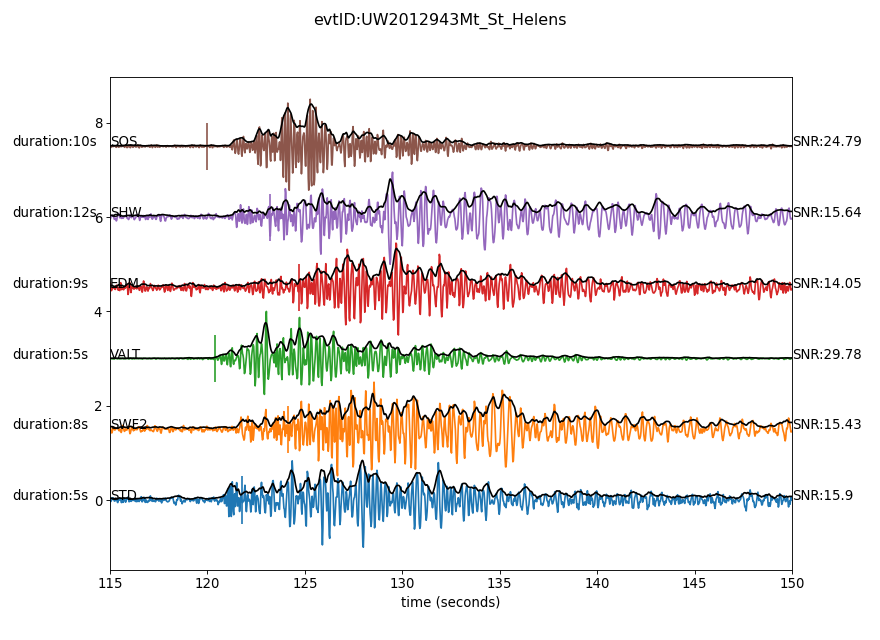 evtID:UW2012943Mt_St_Helens
8
duration:10s SOS SNR:24.79
duration:12s SHW SNR:15.64
6
duration:9s EDM SNR:14.05
4
duration:5s VALT SNR:29.78
2
duration:8s SWF2 SNR:15.43
duration:5s STD SNR:15.9
0
115 120 125 130 135 140 145 150
time (seconds)